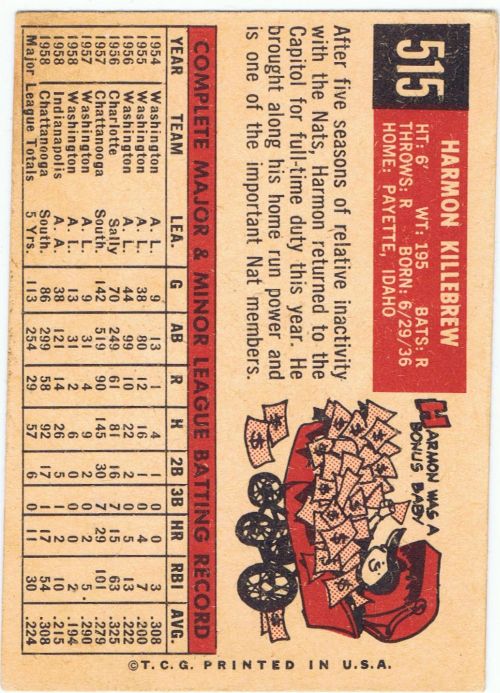 515
HARMON KILLEBREW
HT: 6' WT: 195 BATS: R
THROWS: R BORN: 6/29/36
HOME: PAYETTE, IDAHO
After five seasons of relative inactivity
with the Nats, Harmon returned to the
Capitol for full-time duty this year. He
brought along his home run power and
is one of the important Nat members.
HARMON WAS A
BONUS BABY
COMPLETE MAJOR & MINOR LEAGUE BATTING RECORD
YEAR TEAM LEA. G AB R H 2B 3B HR RBI AVG.
1954 Washington A. L. 9 13 1 4 1 0 0 3 .308
1955 Washington A. L. 38 80 12 16 1 0 4 7 .200
1956 Washington A. L. 44 99 10 22 2 0 5 13 .222
1956 Charlotte Sally 70 249 61 81 16 7 15 63 .325
1957 Chattanooga South. 142 519 90 145 30 7 29 101 .279
1957 Washington A. L. 9 31 4 9 2 0 2 5 .290
1958 Washington A. L. 13 31 2 6 0 0 0 2 .194
1958 Indianapolis A. A. 38 121 14 26 5 1 2 10 .215
1958 Chattanooga South. 86 299 58 92 17 1 17 54 .308
Major League Totals 5 Yrs. 113 254 29 57 6 0 11 30 .224
©T.C.G. PRINTED IN U.S.A.